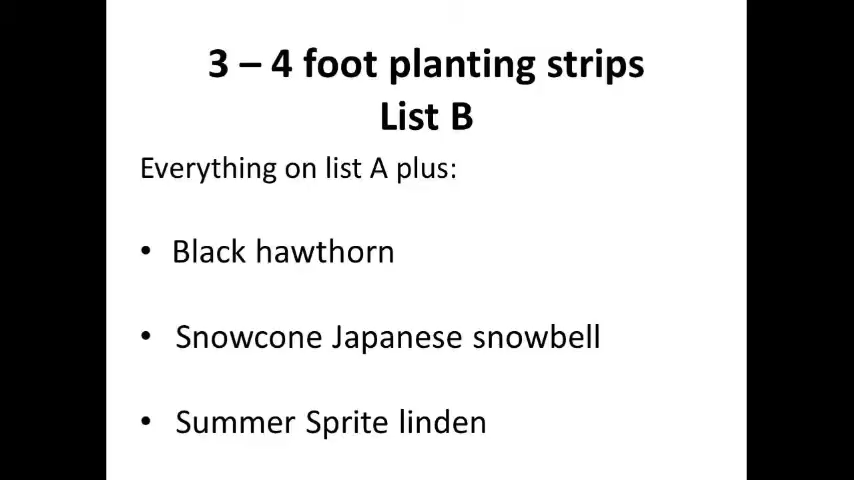 3 – 4 foot planting strips
List B
Everything on list A plus:
• Black hawthorn
• Snowcone Japanese snowbell
• Summer Sprite linden